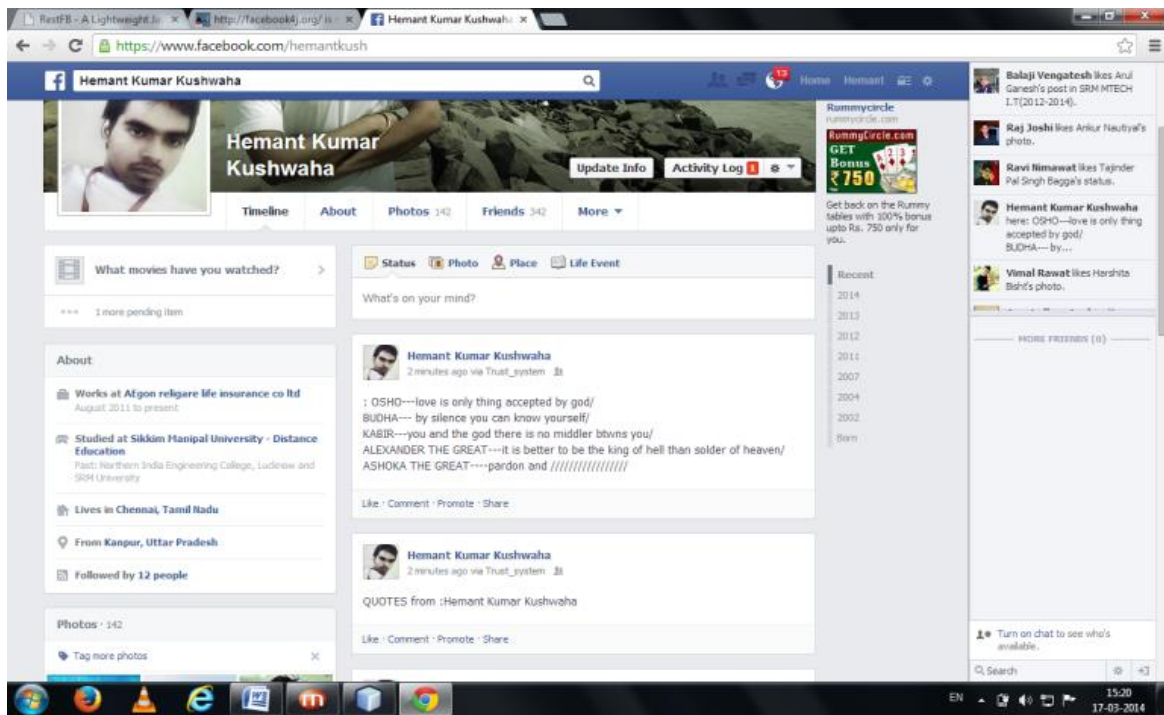 RestFB - A Lightweight Ja
http://facebook4j.org/ is
Hemant Kumar Kushwaha
https://www.facebook.com/hemantkush
Hemant Kumar Kushwaha
13
Home
Hemant
Hemant Kumar
Kushwaha
Update Info
Activity Log 1
Timeline
About
Photos 142
Friends 342
More
What movies have you watched?
1 more pending item
About
Works at Afgon religare life insurance co ltd
August 2011 to present
Studied at Sikkim Manipal University - Distance
Education
Past: Northern India Engineering College, Lucknow and
SRM University
Lives in Chennai, Tamil Nadu
From Kanpur, Uttar Pradesh
Followed by 12 people
Photos · 142
Tag more photos
Status
Photo
Place
Life Event
What's on your mind?
Hemant Kumar Kushwaha
2 minutes ago via Trust_system
: OSHO---love is only thing accepted by god/
BUDHA--- by silence you can know yourself/
KABIR---you and the god there is no middler btwns you/
ALEXANDER THE GREAT---it is better to be the king of hell than solder of heaven/
ASHOKA THE GREAT----pardon and /////////////////
Like · Comment · Promote · Share
Hemant Kumar Kushwaha
2 minutes ago via Trust_system
QUOTES from :Hemant Kumar Kushwaha
Like · Comment · Promote · Share
Rummycircle
rummycircle.com
RummyCircle.com
GET
Bonus
₹750
Get back on the Rummy
tables with 100% bonus
upto Rs. 750 only for
you.
Recent
2014
2013
2012
2011
2007
2004
2002
Born
Balaji Vengatesh likes Arul
Ganesh's post in SRM MTECH
I.T(2012-2014).
Raj Joshi likes Ankur Nautiyal's
photo.
Ravi Nimawat likes Tajinder
Pal Singh Bagga's status.
Hemant Kumar Kushwaha
here: OSHO---love is only thing
accepted by god/
BUDHA--- by...
Vimal Rawat likes Harshita
Bisht's photo.
MORE FRIENDS (0)
Turn on chat to see who's
available.
Search
EN
15:20
17-03-2014